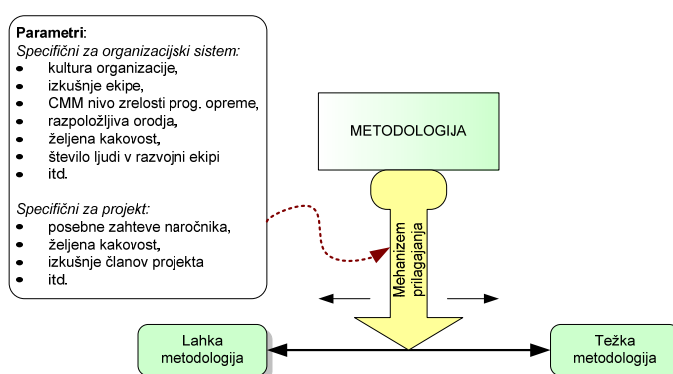 Parametri:
Specifični za organizacijski sistem:
• kultura organizacije,
• izkušnje ekipe,
• CMM nivo zrelosti prog. opreme,
• razpoložljiva orodja,
• željena kakovost,
• število ljudi v razvojni ekipi
• itd.
Specifični za projekt:
• posebne zahteve naročnika,
• željena kakovost,
• izkušnje članov projekta
• itd.
METODOLOGIJA
Mehanizem
prilagajanja
Lahka
metodologija
Težka
metodologija